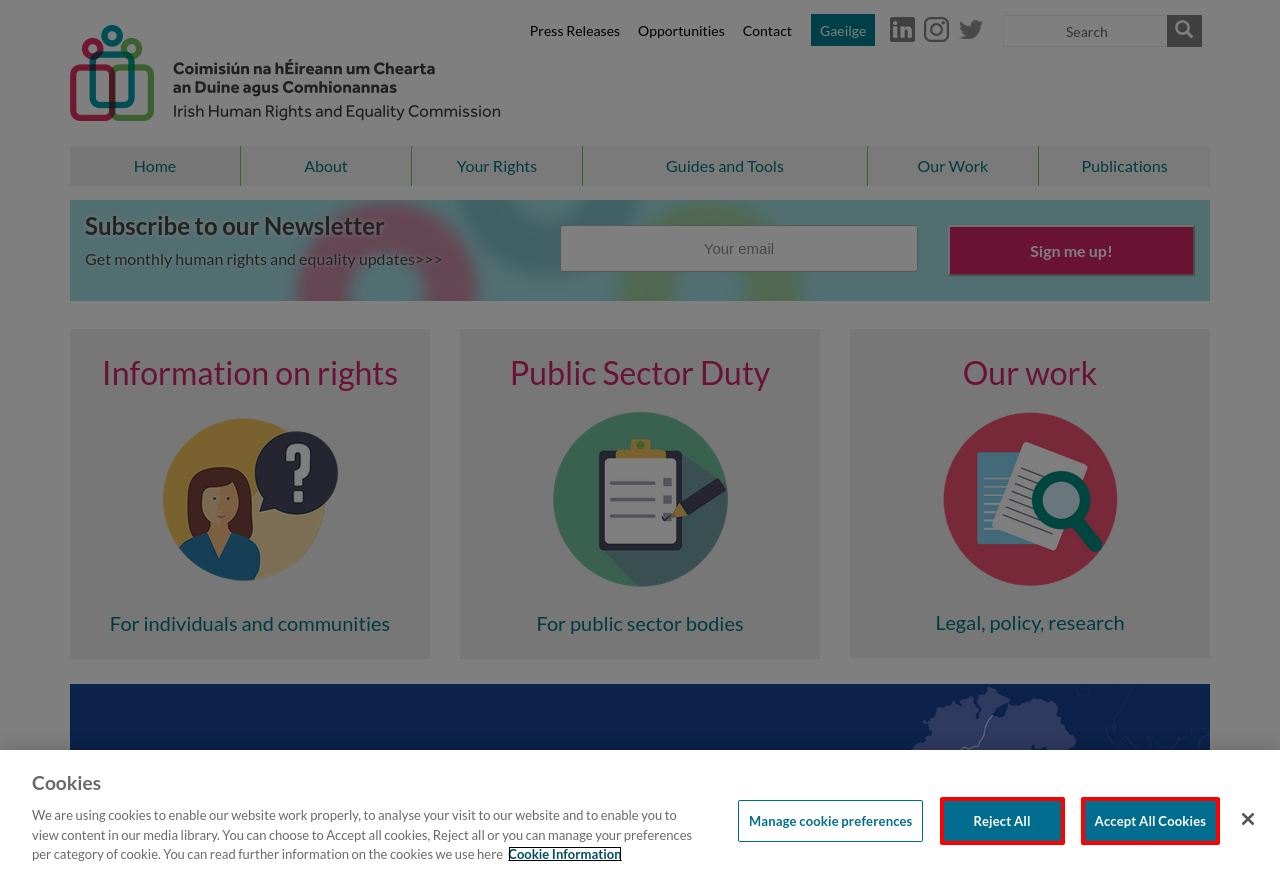 Press Releases
Opportunities
Contact
Gaeilge
Search
Coimisiún na hÉireann um Chearta
an Duine agus Comhionannas
Irish Human Rights and Equality Commission
Home
About
Your Rights
Guides and Tools
Our Work
Publications
Subscribe to our Newsletter
Get monthly human rights and equality updates>>>
Your email
Sign me up!
Information on rights
Public Sector Duty
Our work
For individuals and communities
For public sector bodies
Legal, policy, research
Cookies
We are using cookies to enable our website work properly, to analyse your visit to our website and to enable you to
view content in our media library. You can choose to Accept all cookies, Reject all or you can manage your preferences
per category of cookie. You can read further information on the cookies we use here Cookie Information
Manage cookie preferences
Reject All
Accept All Cookies